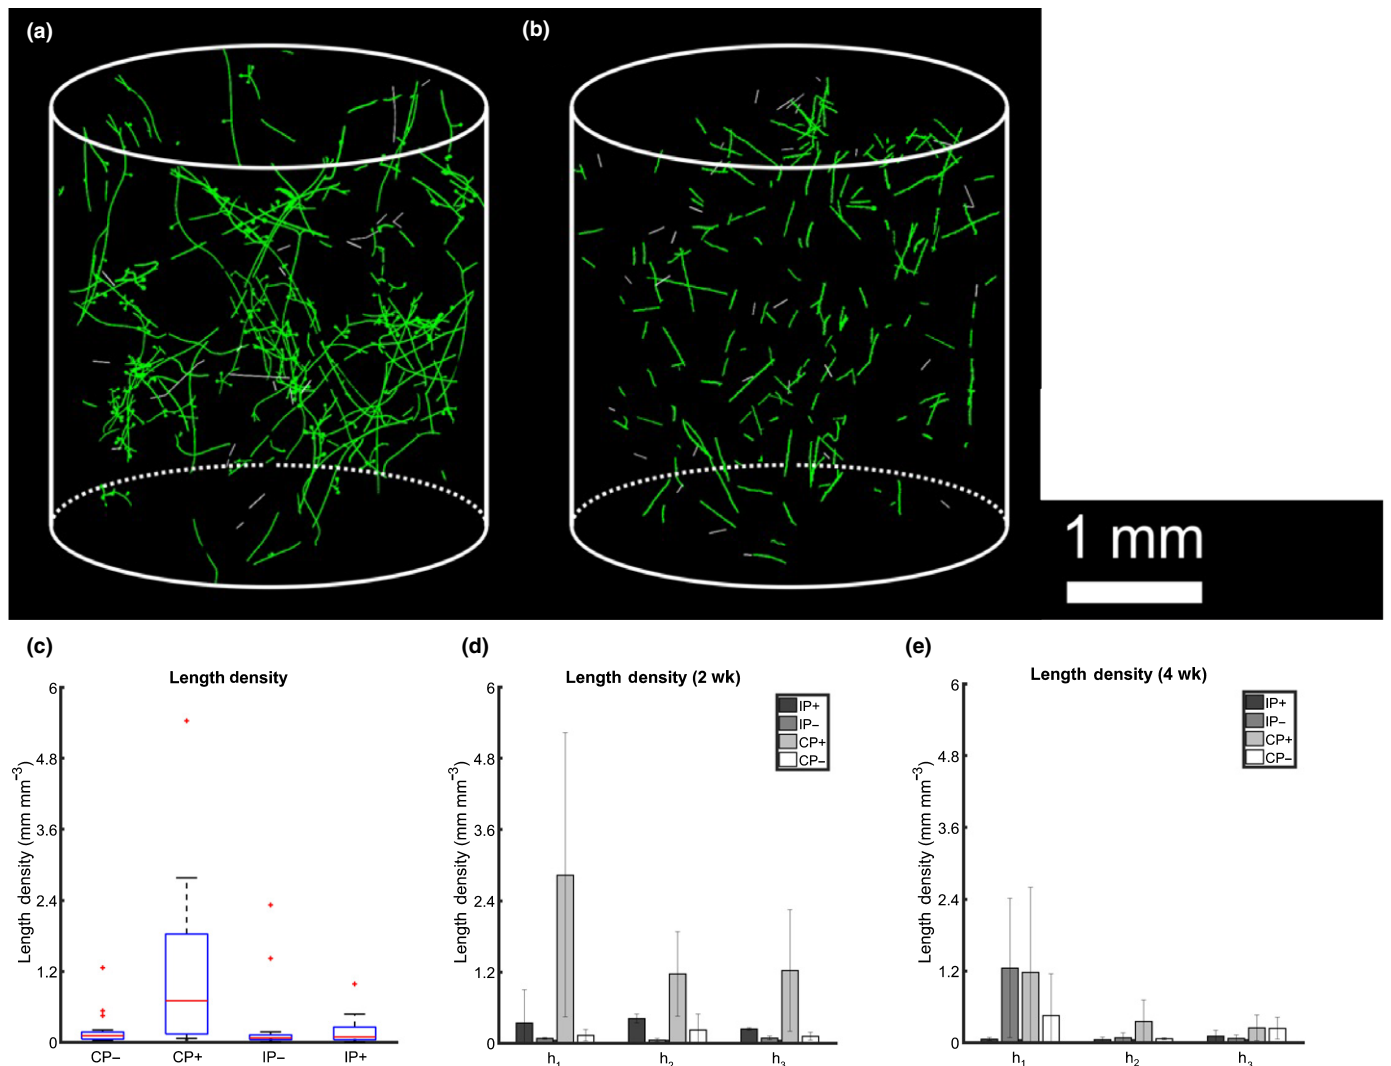 (a)
(b)
1 mm
(c)
Length density
Length density (mm mm⁻³)
6
4.8
3.6
2.4
1.2
0
CP−
CP+
IP−
IP+
(d)
Length density (2 wk)
Length density (mm mm⁻³)
6
4.8
3.6
2.4
1.2
0
IP+
IP−
CP+
CP−
h₁
h₂
h₃
(e)
Length density (4 wk)
Length density (mm mm⁻³)
6
4.8
3.6
2.4
1.2
0
IP+
IP−
CP+
CP−
h₁
h₂
h₃